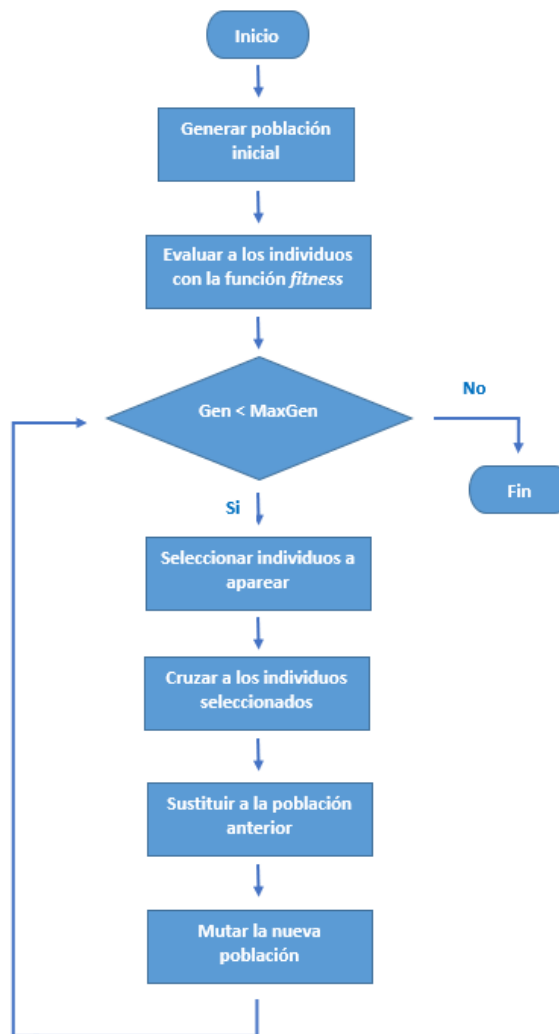 Inicio
Generar población
inicial
Evaluar a los individuos
con la función fitness
Gen < MaxGen
No
Fin
Si
Seleccionar individuos a
aparear
Cruzar a los individuos
seleccionados
Sustituir a la población
anterior
Mutar la nueva
población